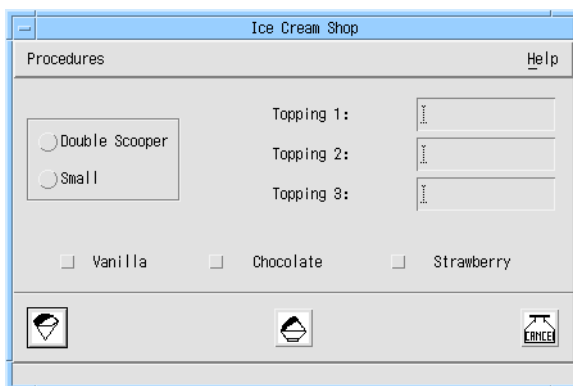 Ice Cream Shop
Procedures Help
Topping 1:
Double Scooper
Topping 2:
Small
Topping 3:
Vanilla Chocolate Strawberry
CANCEL